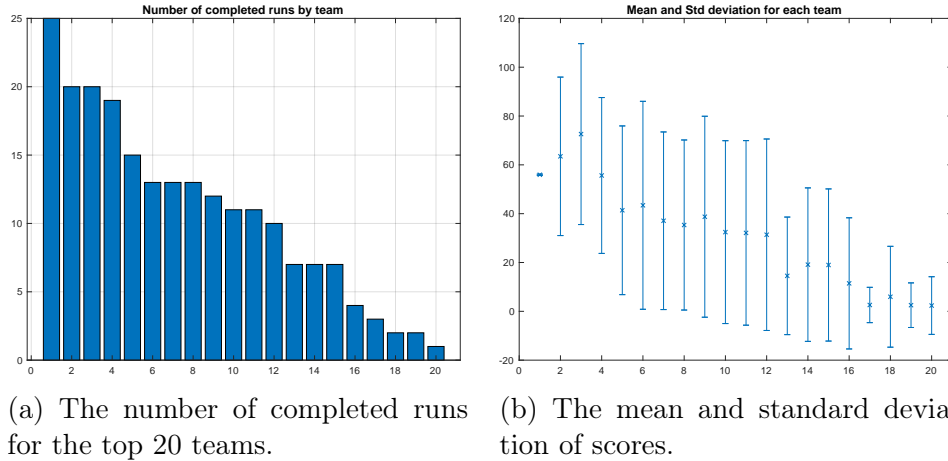 Number of completed runs by team
25
20
15
10
5
0
0 2 4 6 8 10 12 14 16 18 20
(a) The number of completed runs
for the top 20 teams.
Mean and Std deviation for each team
120
100
80
60
40
20
0
-20
0 2 4 6 8 10 12 14 16 18 20
(b) The mean and standard devia-
tion of scores.